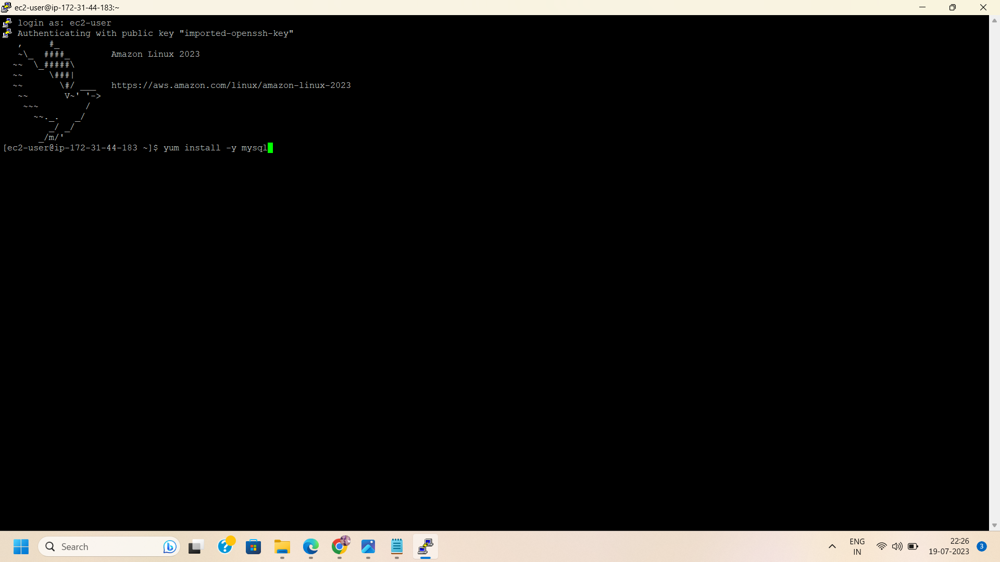 ec2-user@ip-172-31-44-183:~
login as: ec2-user
Authenticating with public key "imported-openssh-key"
   ,     #_
   ~\_  ####_        Amazon Linux 2023
  ~~  \_#####\
  ~~     \###|
  ~~       \#/ ___   https://aws.amazon.com/linux/amazon-linux-2023
   ~~       V~' '->
    ~~~         /
      ~~._.   _/
         _/ _/
       _/m/'
[ec2-user@ip-172-31-44-183 ~]$ yum install -y mysql
Search
ENG
IN
22:26
19-07-2023
3